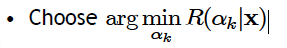 • Choose arg min R(αₖ|x)
αₖ